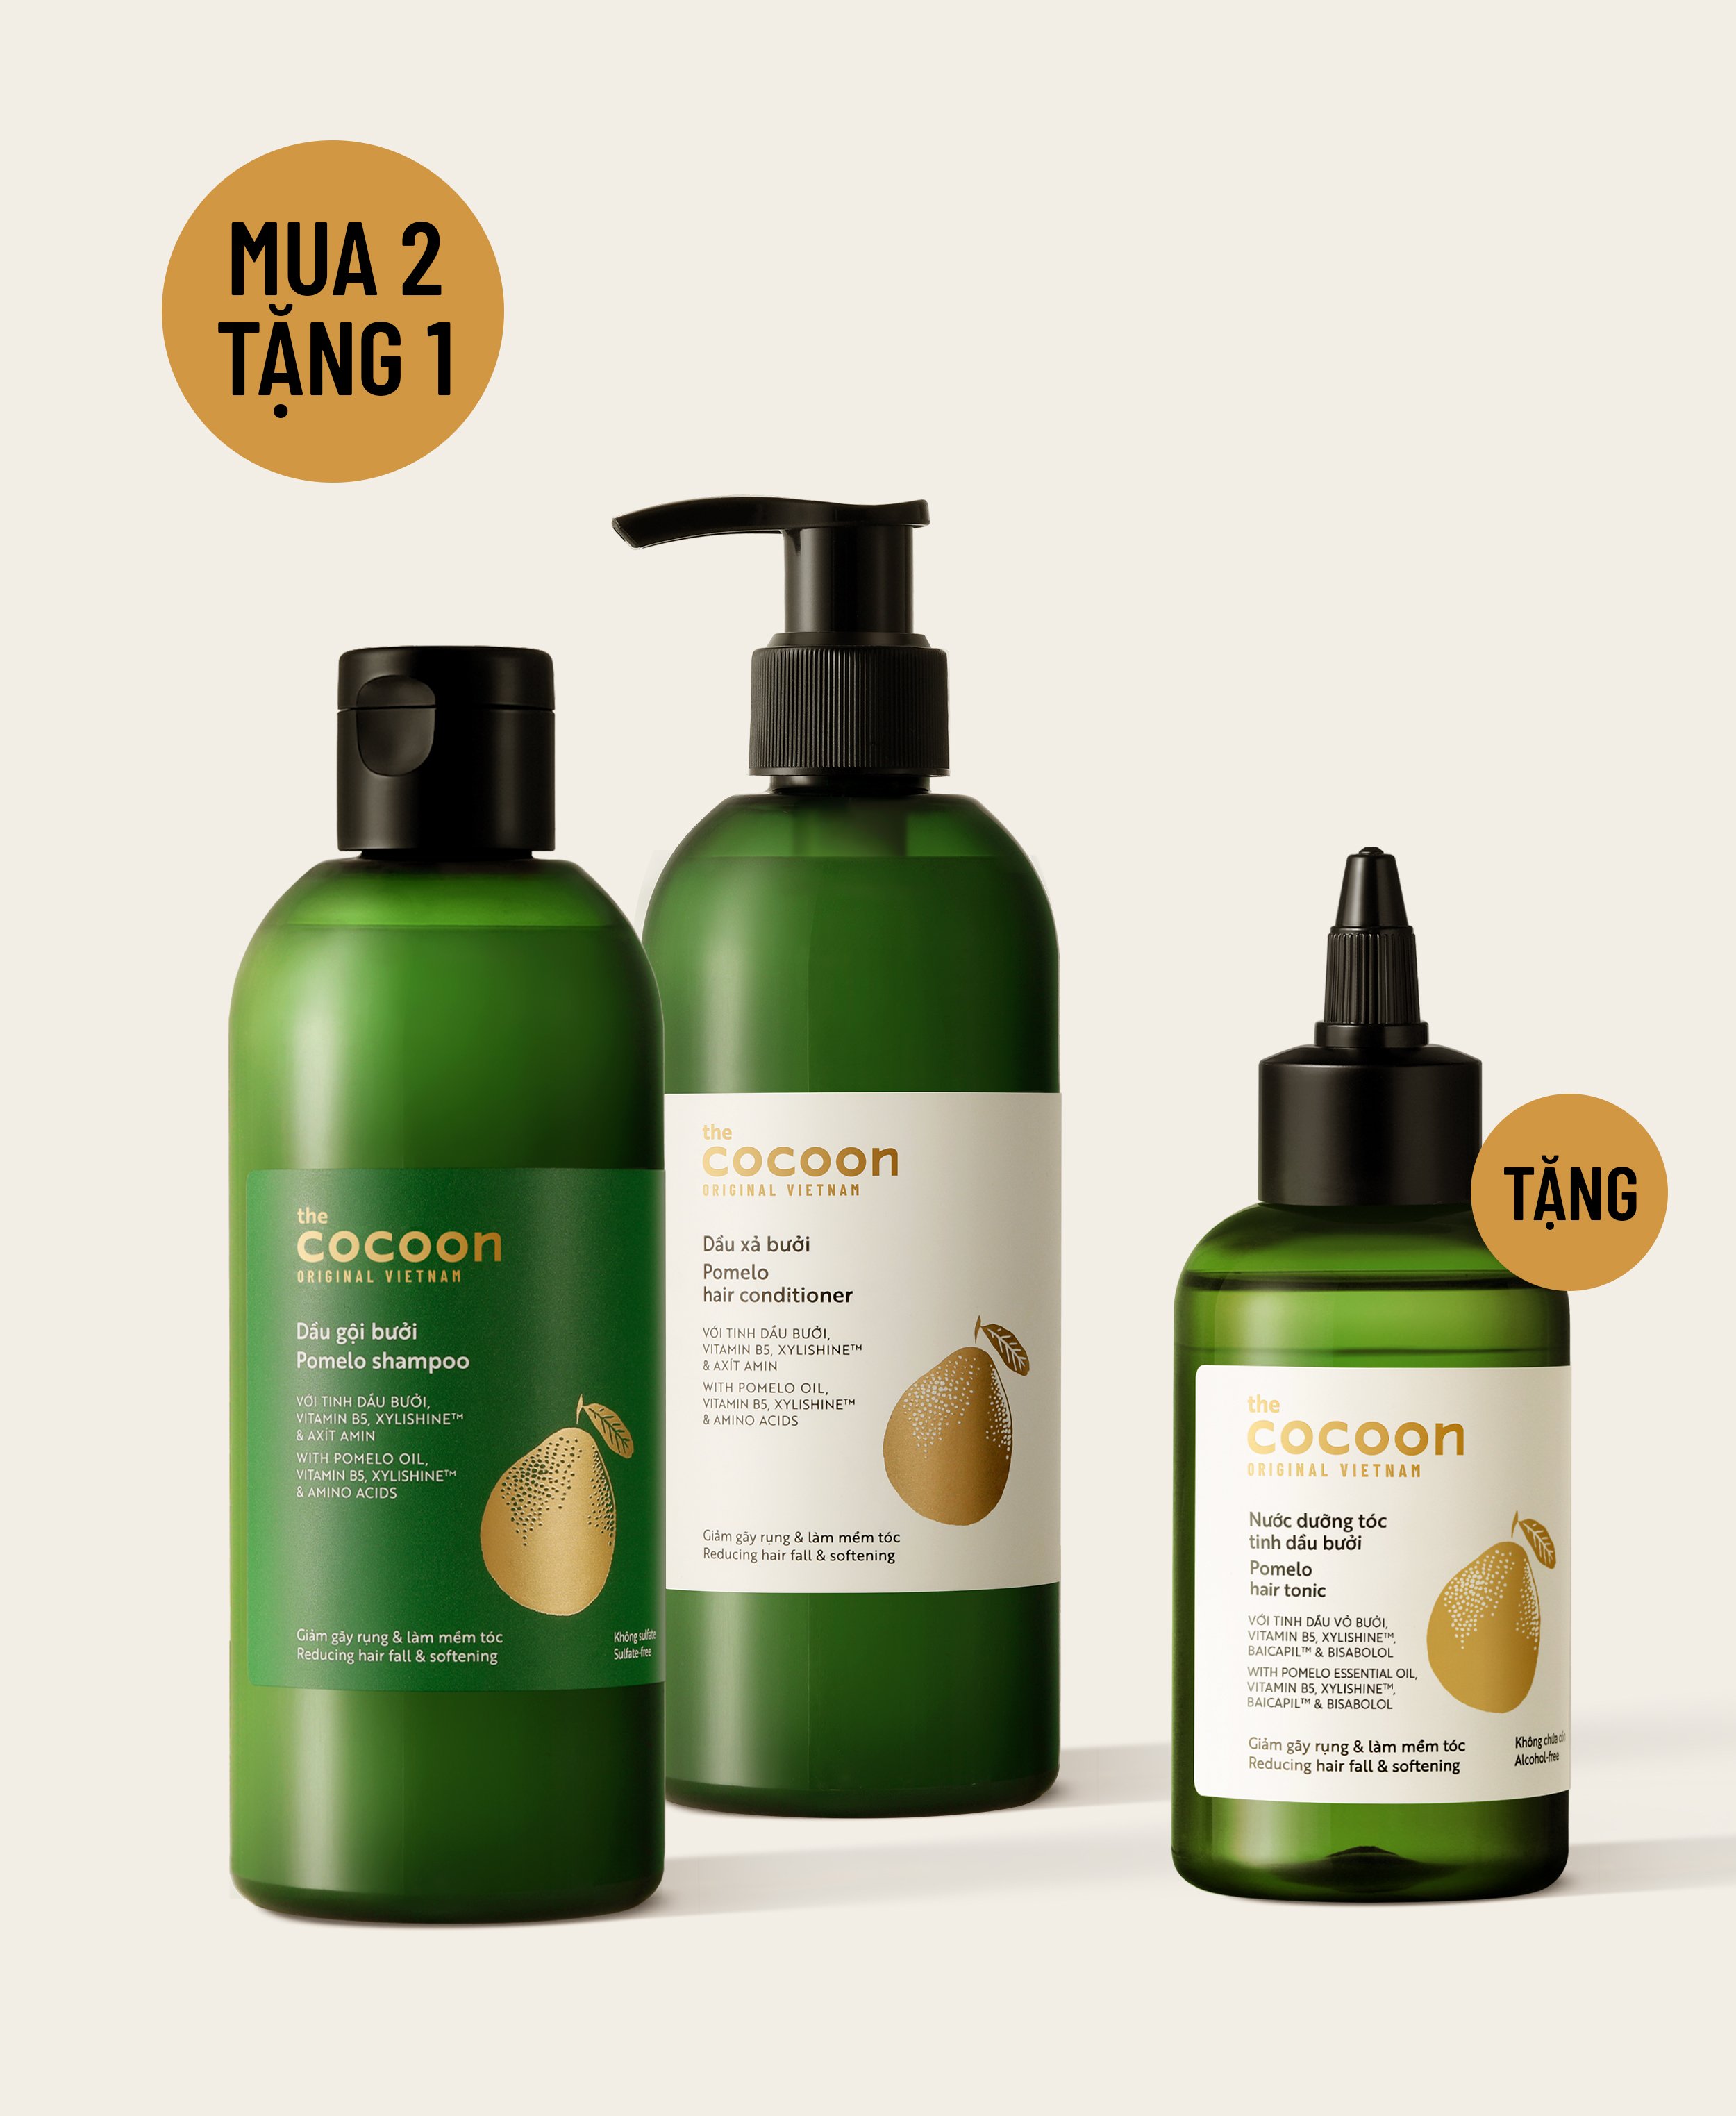 MUA 2
TẶNG 1
the
cocoon
ORIGINAL VIETNAM
Dầu gội bưởi
Pomelo shampoo
VỚI TINH DẦU BƯỞI,
VITAMIN B5, XYLISHINE™
& AXÍT AMIN
WITH POMELO OIL,
VITAMIN B5, XYLISHINE™
& AMINO ACIDS
Giảm gãy rụng & làm mềm tóc
Reducing hair fall & softening
Không sulfate
Sulfate-free
the
cocoon
ORIGINAL VIETNAM
Dầu xả bưởi
Pomelo
hair conditioner
VỚI TINH DẦU BƯỞI,
VITAMIN B5, XYLISHINE™
& AXÍT AMIN
WITH POMELO OIL,
VITAMIN B5, XYLISHINE™
& AMINO ACIDS
Giảm gãy rụng & làm mềm tóc
Reducing hair fall & softening
TẶNG
the
cocoon
ORIGINAL VIETNAM
Nước dưỡng tóc
tinh dầu bưởi
Pomelo
hair tonic
VỚI TINH DẦU VỎ BƯỞI,
VITAMIN B5, XYLISHINE™,
BAICAPIL™ & BISABOLOL
WITH POMELO ESSENTIAL OIL,
VITAMIN B5, XYLISHINE™,
BAICAPIL™ & BISABOLOL
Giảm gãy rụng & làm mềm tóc
Reducing hair fall & softening
Không chứa cồn
Alcohol-free